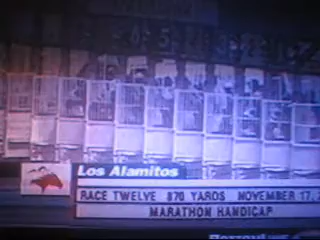 Los Alamitos
RACE TWELVE 870 YARDS NOVEMBER 17,
MARATHON HANDICAP